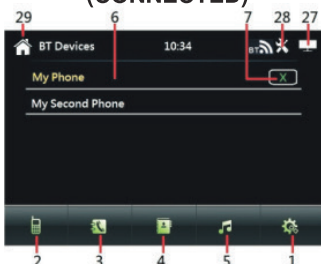 (CONNECTED)
29 6 7 28 27
BT Devices 10:34 BT
My Phone X
My Second Phone
2 3 4 5 1